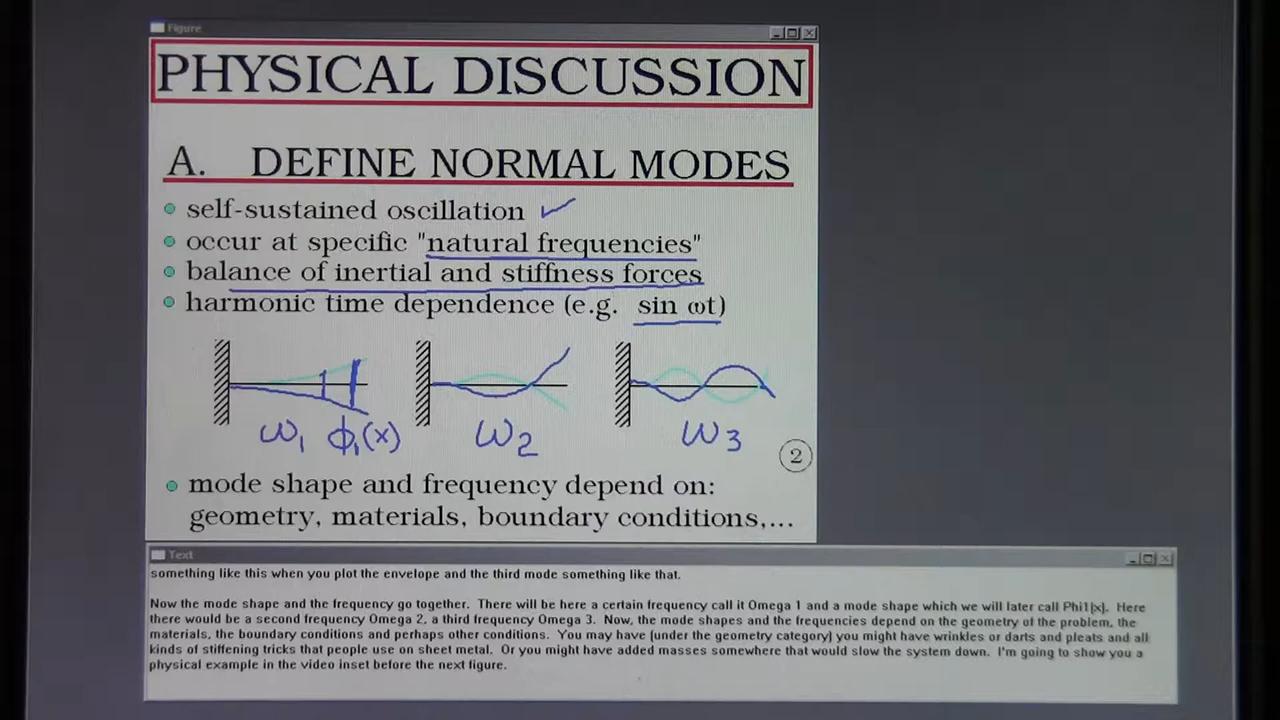 Figure
PHYSICAL DISCUSSION
A. DEFINE NORMAL MODES
self-sustained oscillation
occur at specific "natural frequencies"
balance of inertial and stiffness forces
harmonic time dependence (e.g. sin ωt)
ω₁ ϕ₁(x) ω₂ ω₃
2
mode shape and frequency depend on:
geometry, materials, boundary conditions,...
Text
something like this when you plot the envelope and the third mode something like that.
Now the mode shape and the frequency go together. There will be here a certain frequency call it Omega 1 and a mode shape which we will later call Phi1(x). Here
there would be a second frequency Omega 2, a third frequency Omega 3. Now, the mode shapes and the frequencies depend on the geometry of the problem, the
materials, the boundary conditions and perhaps other conditions. You may have (under the geometry category) you might have wrinkles or darts and pleats and all
kinds of stiffening tricks that people use on sheet metal. Or you might have added masses somewhere that would slow the system down. I'm going to show you a
physical example in the video inset before the next figure.